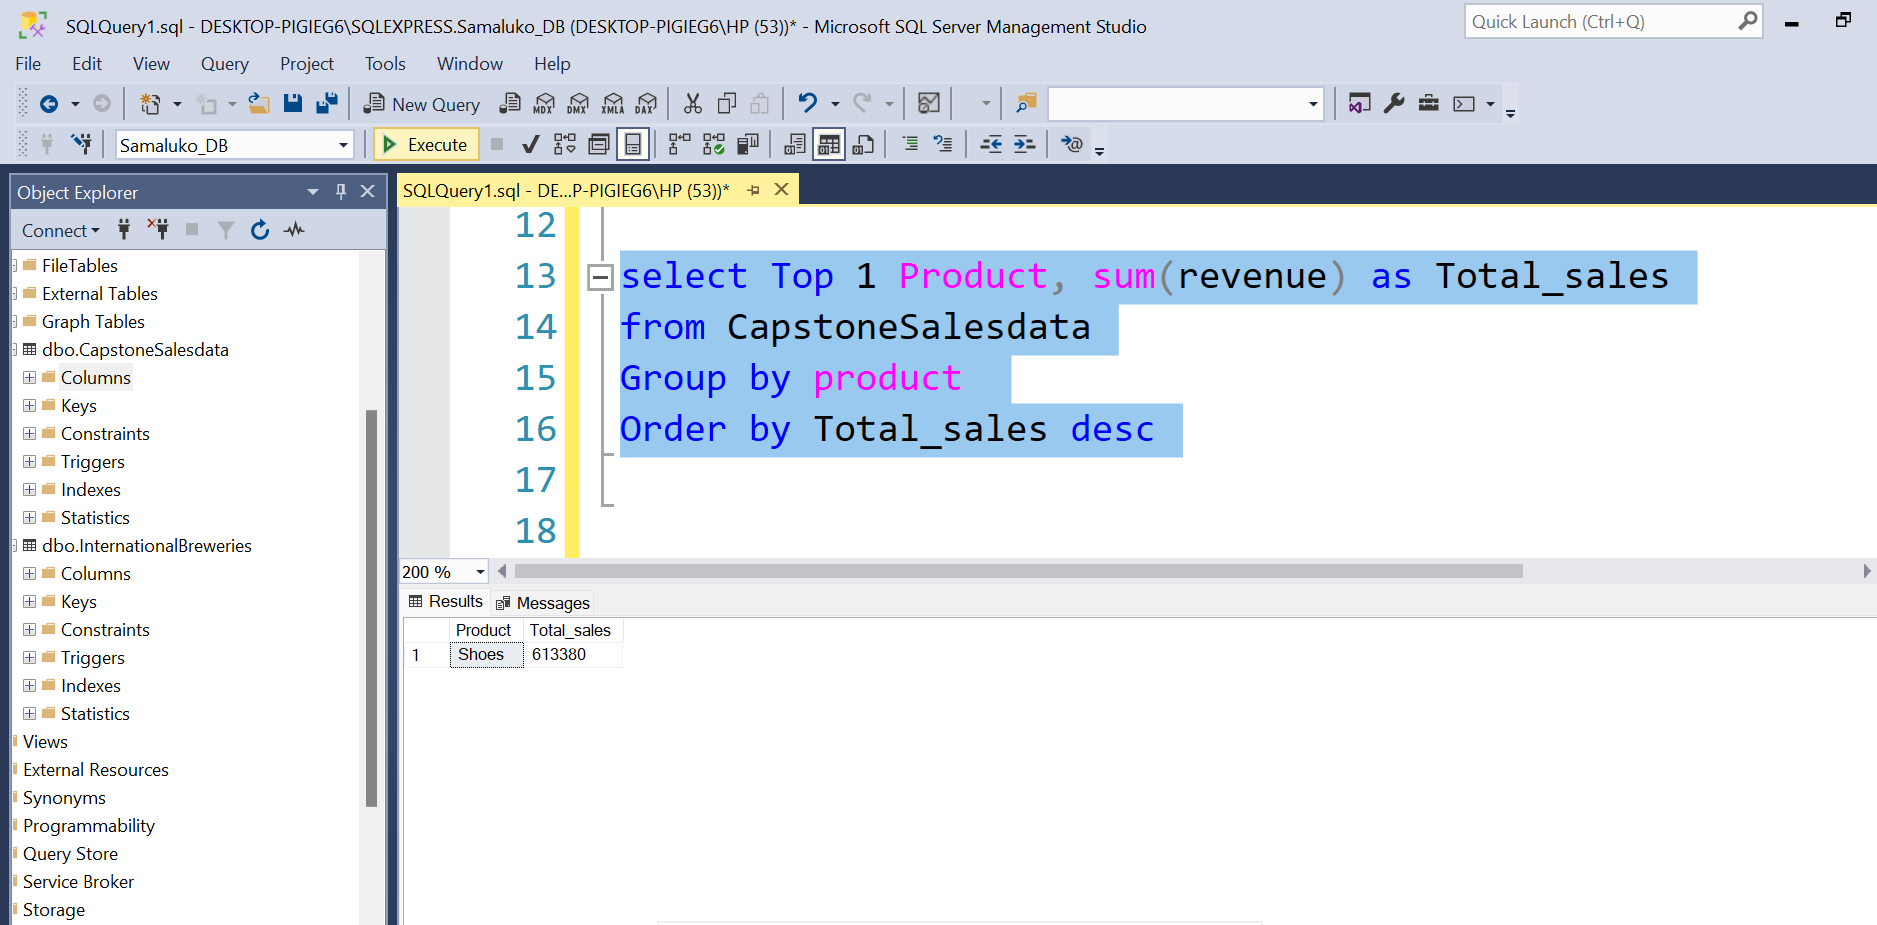 SQLQuery1.sql - DESKTOP-PIGIEG6\SQLEXPRESS.Samaluko_DB (DESKTOP-PIGIEG6\HP (53))* - Microsoft SQL Server Management Studio
Quick Launch (Ctrl+Q)
File Edit View Query Project Tools Window Help
New Query MDX DMX XMLA DAX
Samaluko_DB Execute
Object Explorer
Connect
FileTables
External Tables
Graph Tables
dbo.CapstoneSalesdata
Columns
Keys
Constraints
Triggers
Indexes
Statistics
dbo.InternationalBreweries
Columns
Keys
Constraints
Triggers
Indexes
Statistics
Views
External Resources
Synonyms
Programmability
Query Store
Service Broker
Storage
SQLQuery1.sql - DE...P-PIGIEG6\HP (53))*
12
13 select Top 1 Product, sum(revenue) as Total_sales
14 from CapstoneSalesdata
15 Group by product
16 Order by Total_sales desc
17
18
200 %
Results Messages
Product Total_sales
1 Shoes 613380